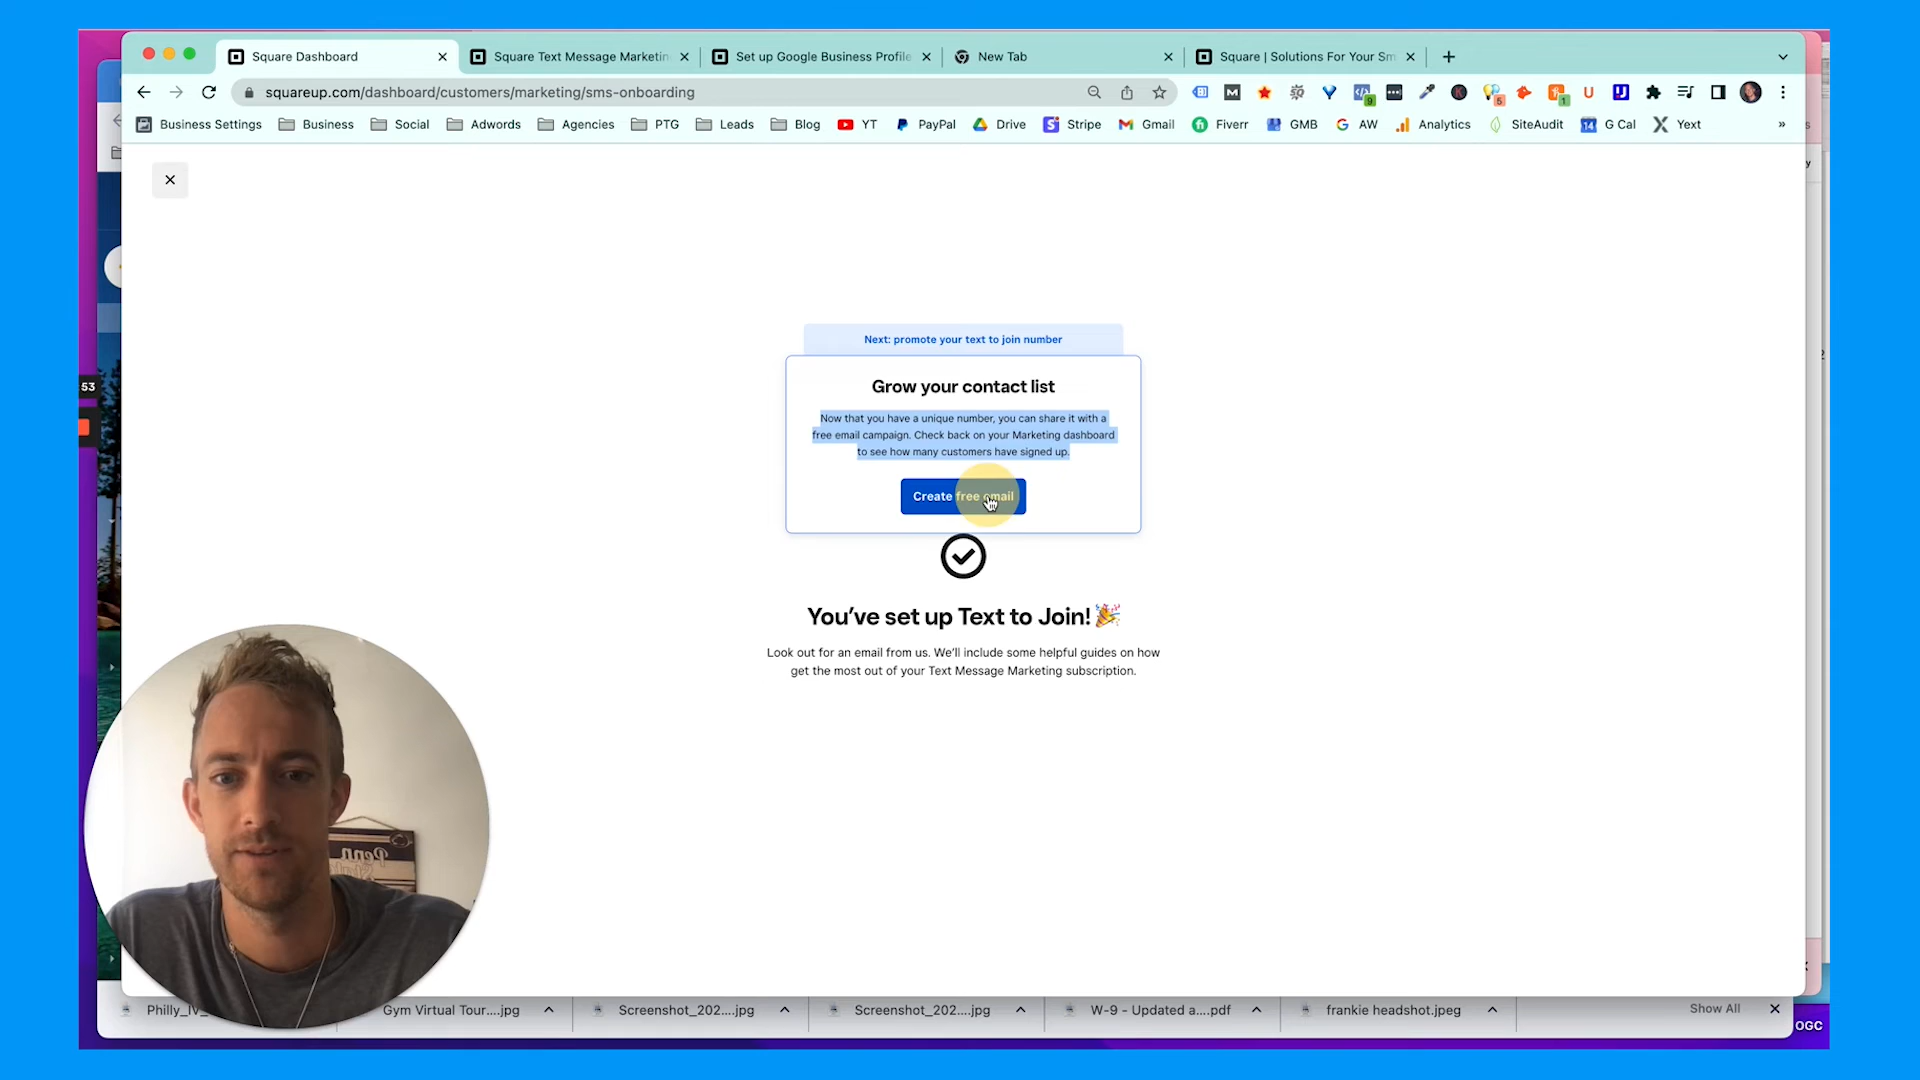 Square Dashboard
Square Text Message Marketin
Set up Google Business Profile
New Tab
Square | Solutions For Your Sm
squareup.com/dashboard/customers/marketing/sms-onboarding
Business Settings
Business
Social
Adwords
Agencies
PTG
Leads
Blog
YT
PayPal
Drive
Stripe
Gmail
Fiverr
GMB
AW
Analytics
SiteAudit
G Cal
Yext
»
53
Next: promote your text to join number
Grow your contact list
Now that you have a unique number, you can share it with a
free email campaign. Check back on your Marketing dashboard
to see how many customers have signed up.
Create free email
You've set up Text to Join! 🎉
Look out for an email from us. We'll include some helpful guides on how
get the most out of your Text Message Marketing subscription.
Philly_IV_
Gym Virtual Tour....jpg
Screenshot_202....jpg
Screenshot_202....jpg
W-9 - Updated a....pdf
frankie headshot.jpeg
Show All
OGC